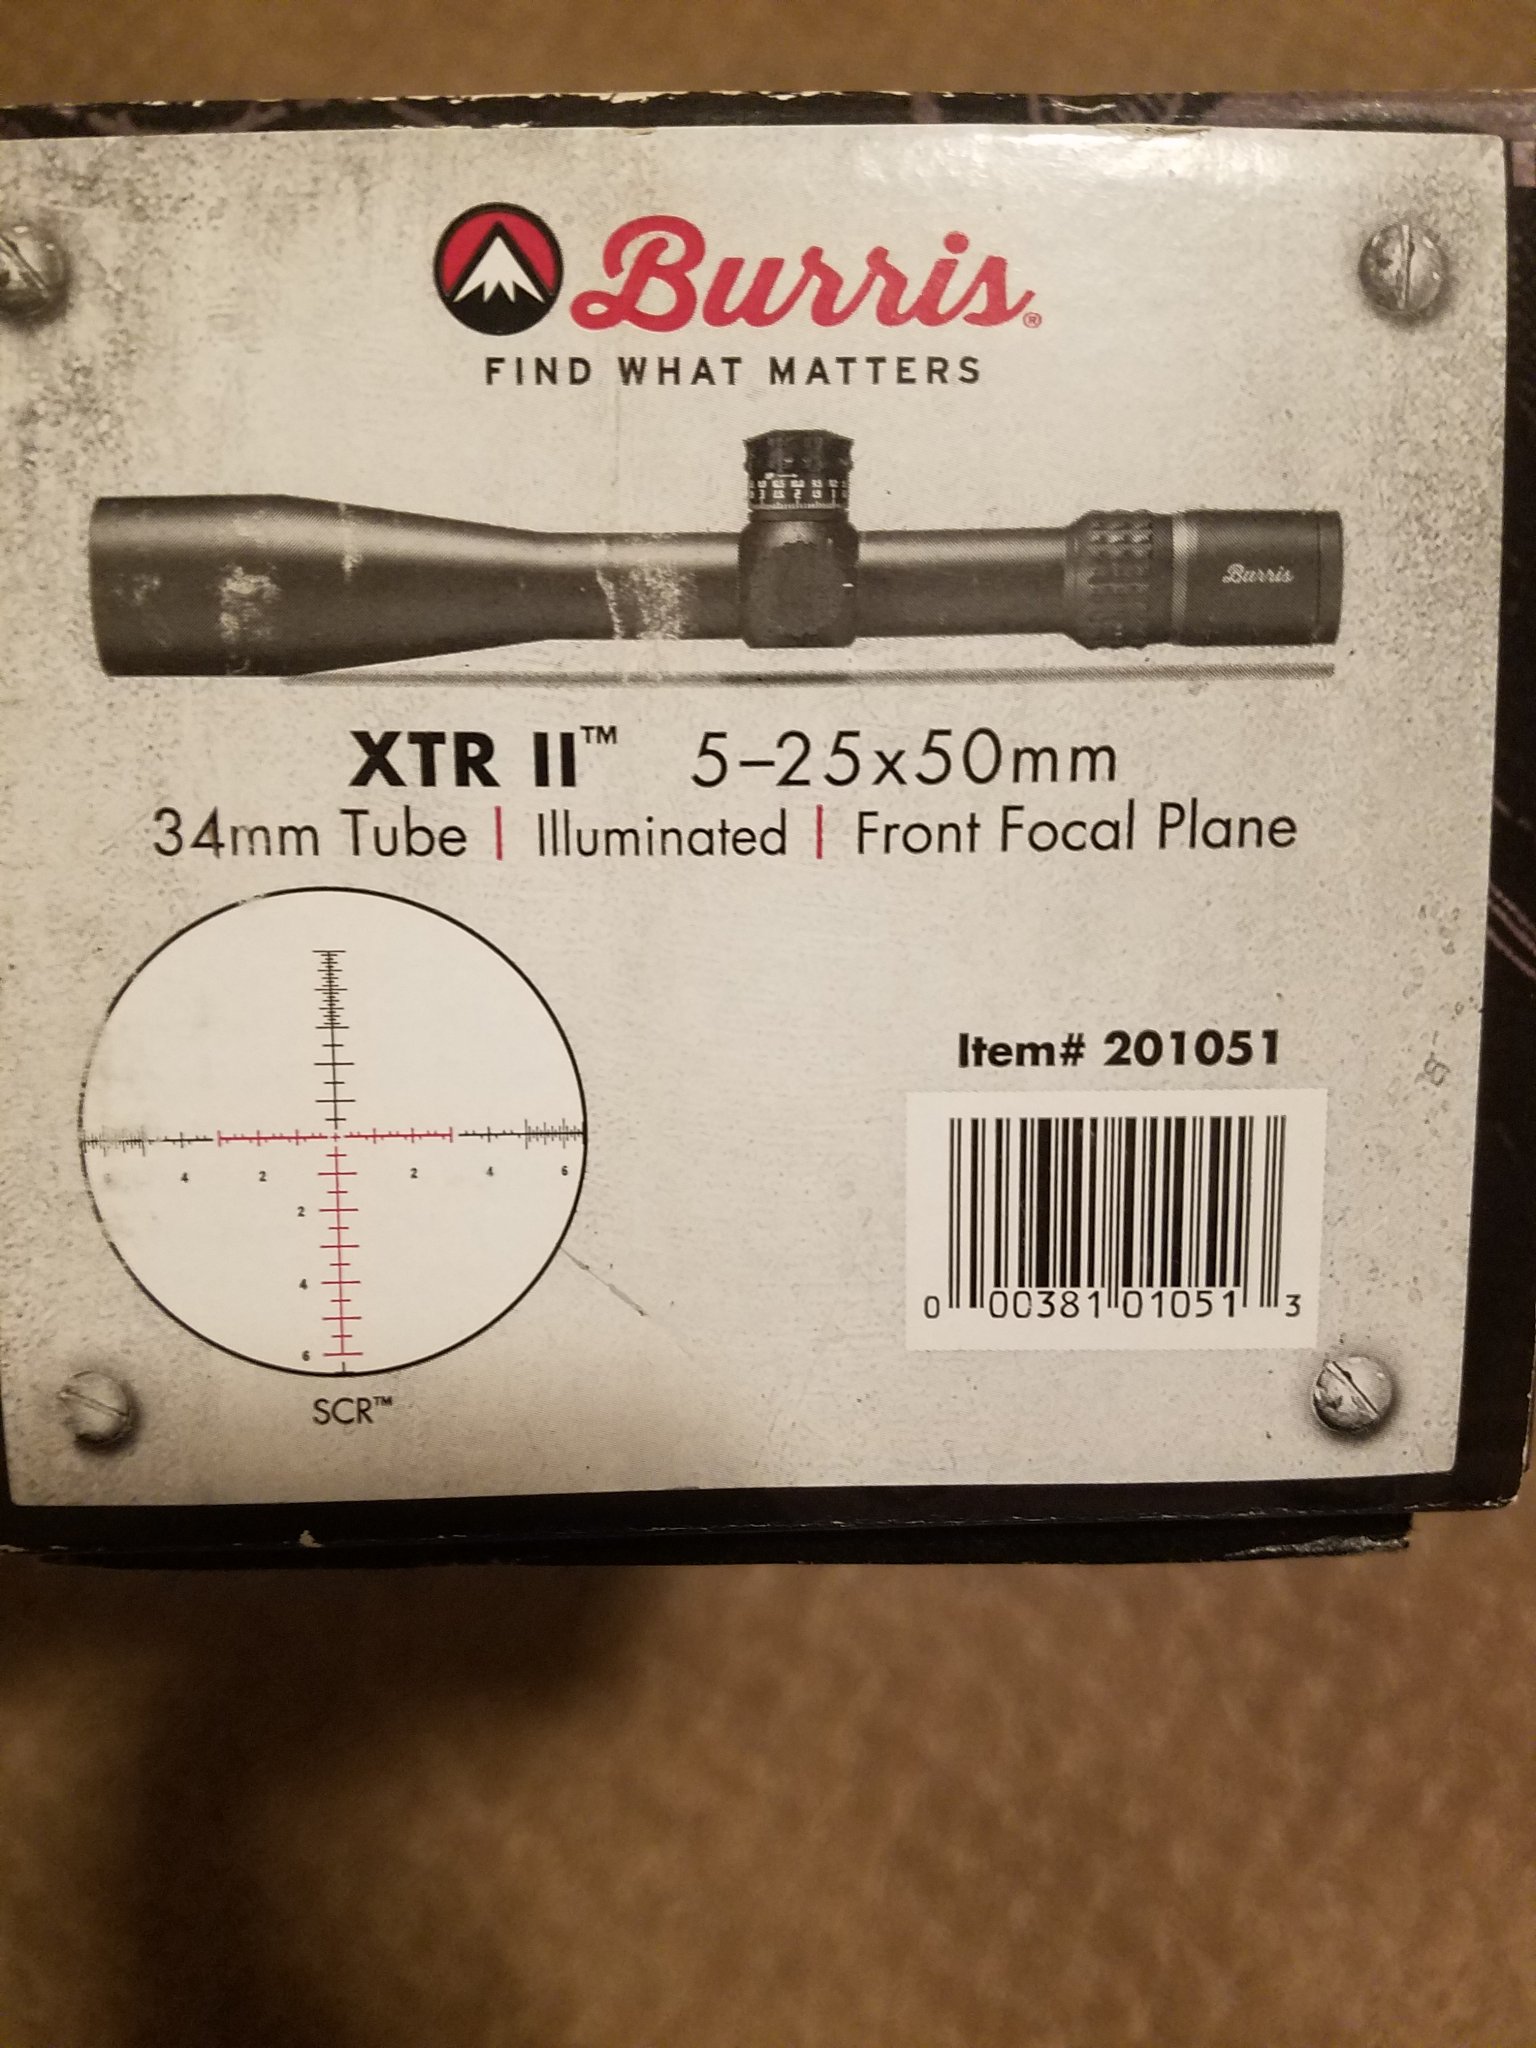 Burris®
FIND WHAT MATTERS
Burris
XTR II™ 5-25x50mm
34mm Tube | Illuminated | Front Focal Plane
Item# 201051
4 2 2 4 6
2
4
6
0 00381 01051 3
SCR™